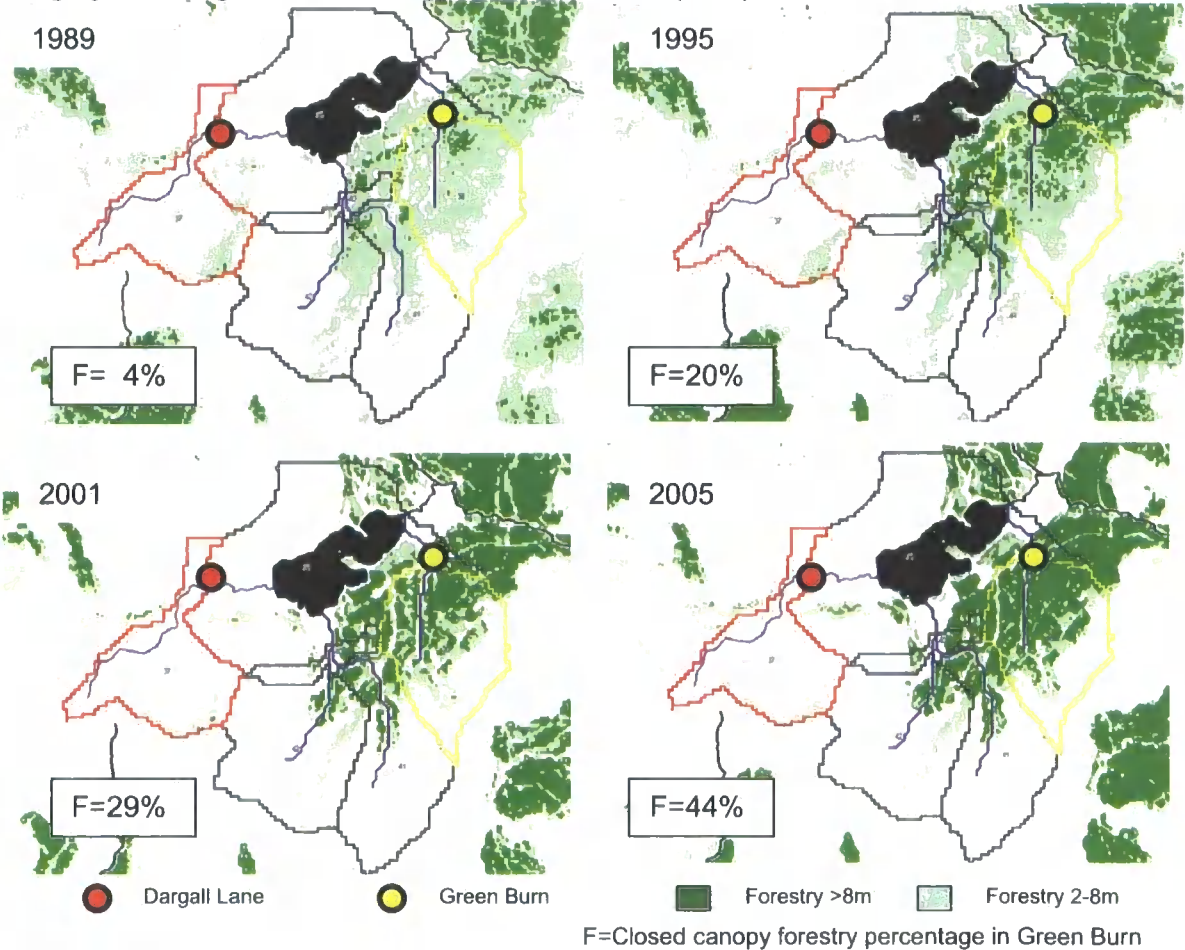 1989
1995
F= 4%
F=20%
2001
2005
F=29%
F=44%
Dargall Lane
Green Burn
Forestry >8m
Forestry 2-8m
F=Closed canopy forestry percentage in Green Burn